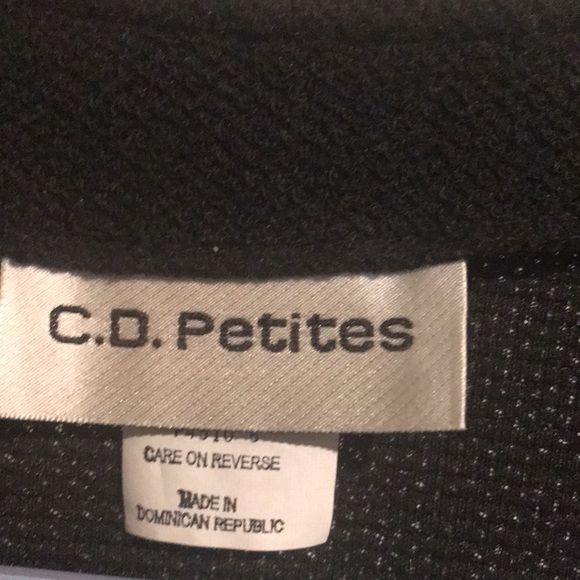 C.D. Petites
CARE ON REVERSE
MADE IN
DOMINICAN REPUBLIC